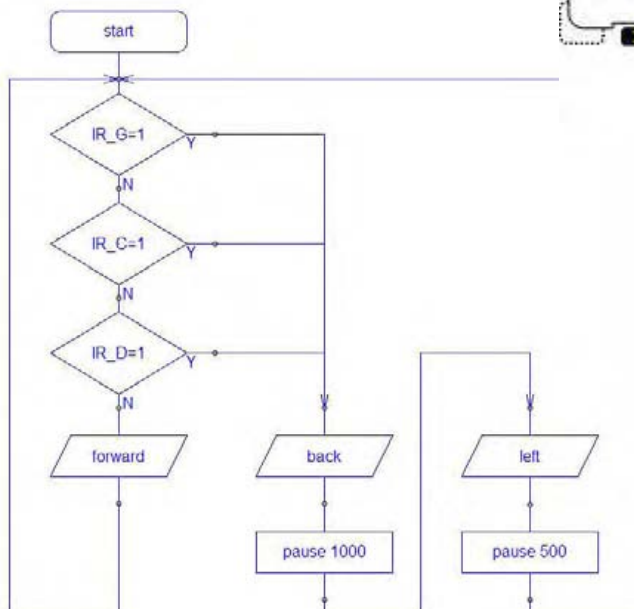 start
IR_G=1
Y
N
IR_C=1
Y
N
IR_D=1
Y
N
forward
back
left
pause 1000
pause 500